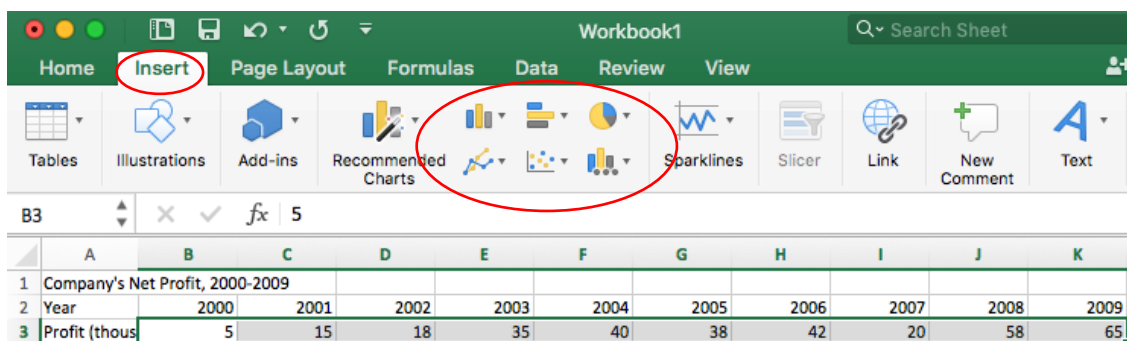 Workbook1
Search Sheet
Home Insert Page Layout Formulas Data Review View
Tables Illustrations Add-ins Recommended Charts Sparklines Slicer Link New Comment Text
B3 fx 5
A B C D E F G H I J K
1 Company's Net Profit, 2000-2009
2 Year 2000 2001 2002 2003 2004 2005 2006 2007 2008 2009
3 Profit (thous 5 15 18 35 40 38 42 20 58 65